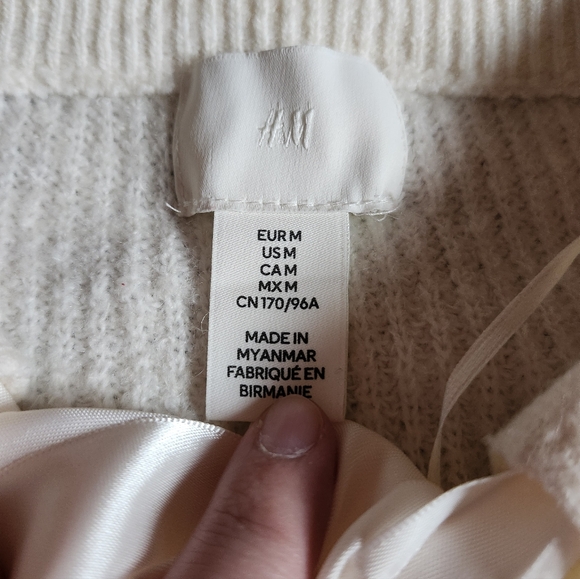 H&M
EUR M
US M
CA M
MX M
CN 170/96A
MADE IN
MYANMAR
FABRIQUÉ EN
BIRMANIE